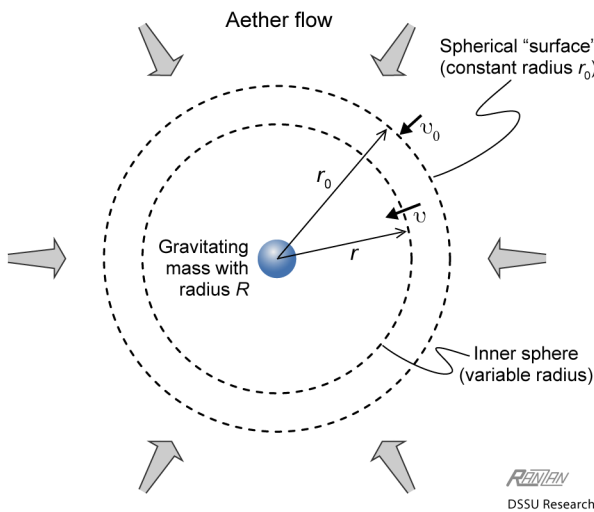 Aether flow
Spherical “surface”
(constant radius r₀)
υ₀
r₀
υ
r
Gravitating
mass with
radius R
Inner sphere
(variable radius)
RANZAN
DSSU Research